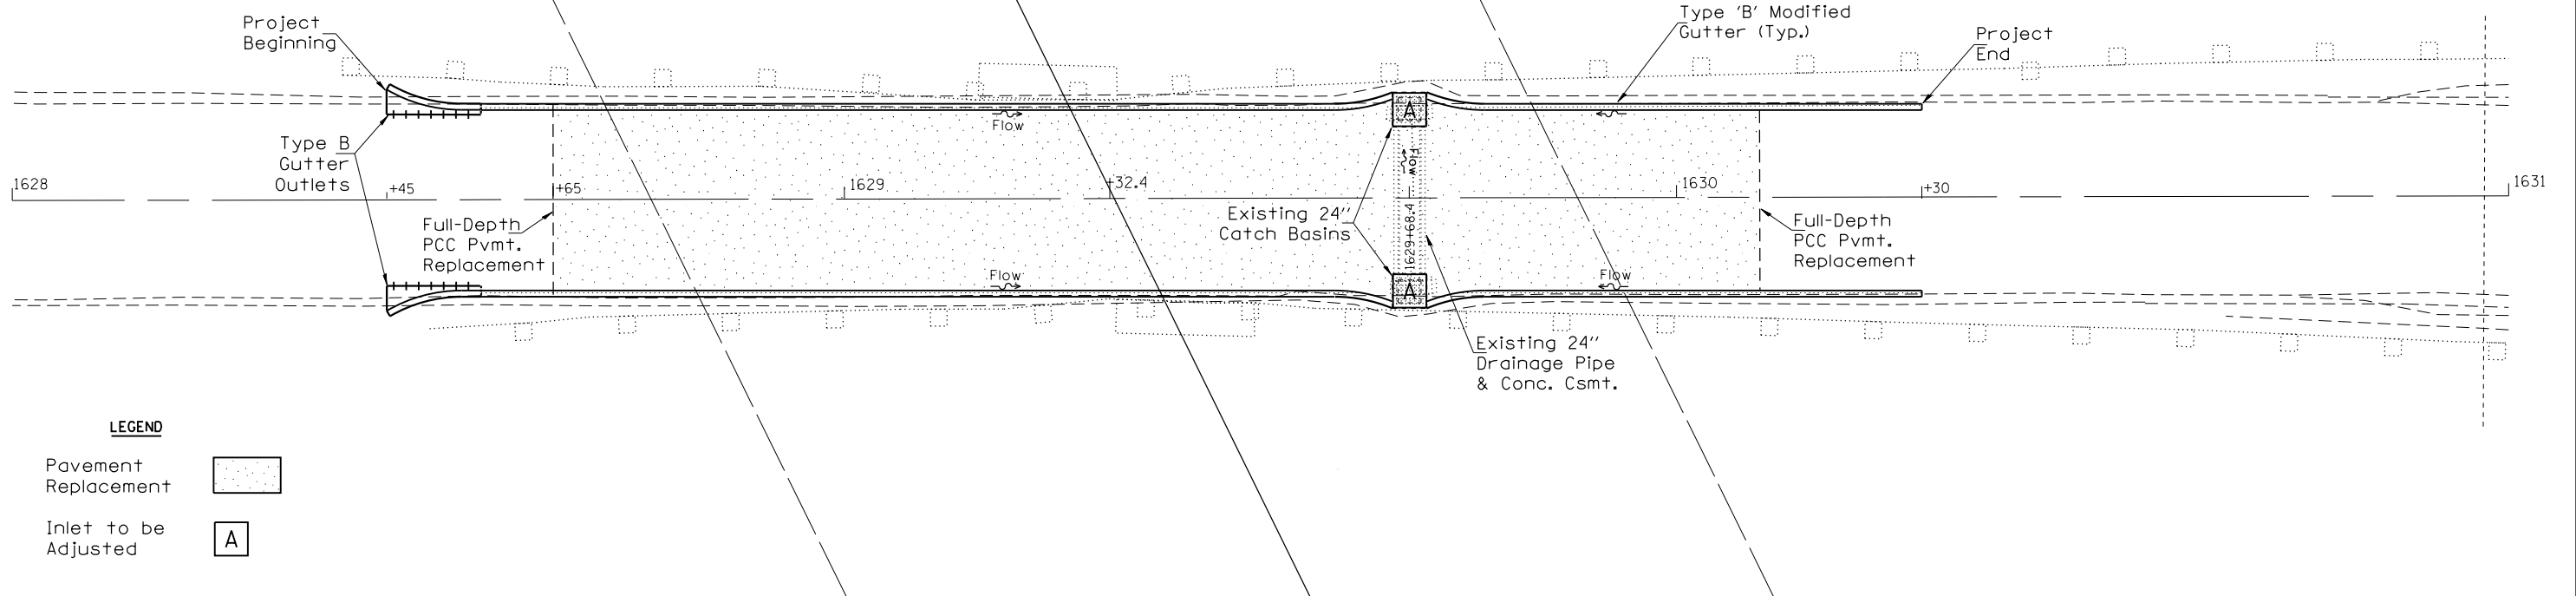 Project
Beginning
Type 'B' Modified
Gutter (Typ.)
Project
End
Flow
Type B
Gutter
Outlets
Flow
1628
+45
+65
1629
+32.4
1630
+30
1631
Full-Depth
PCC Pvmt.
Replacement
Existing 24"
Catch Basins
1629+68.4
Full-Depth
PCC Pvmt.
Replacement
Flow
Flow
A
A
Existing 24"
Drainage Pipe
& Conc. Csmt.
LEGEND
Pavement
Replacement
Inlet to be
Adjusted
A